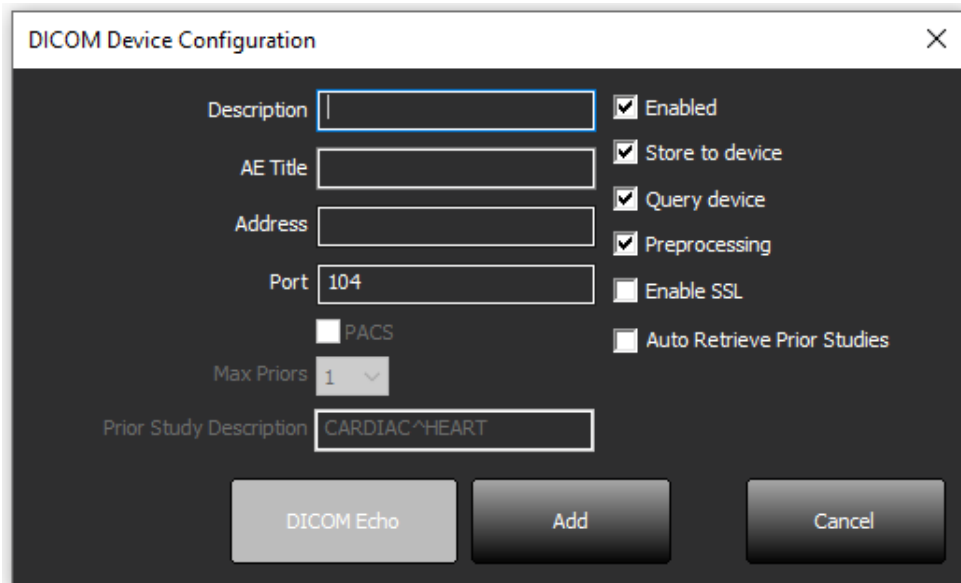 DICOM Device Configuration
Description
Enabled
AE Title
Store to device
Address
Query device
Preprocessing
Port 104
Enable SSL
PACS
Auto Retrieve Prior Studies
Max Priors 1
Prior Study Description CARDIAC^HEART
DICOM Echo Add Cancel